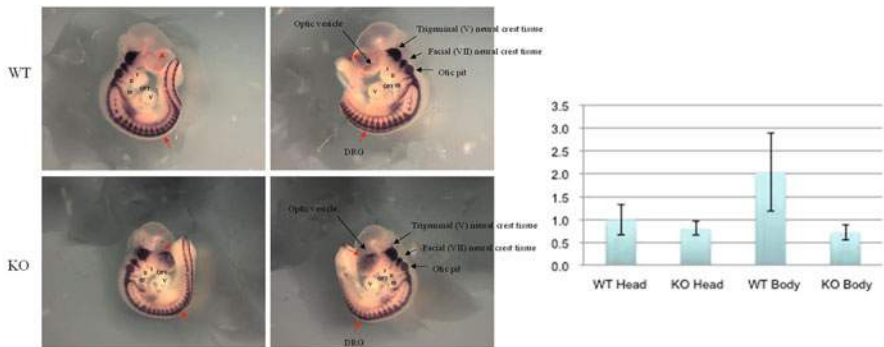 WT
Optic vesicle
Trigeminal (V) neural crest tissue
Facial (VII) neural crest tissue
Otic pit
DRG
KO
Optic vesicle
Trigeminal (V) neural crest tissue
Facial (VII) neural crest tissue
Otic pit
DRG
3.5
3.0
2.5
2.0
1.5
1.0
0.5
0.0
WT Head
KO Head
WT Body
KO Body